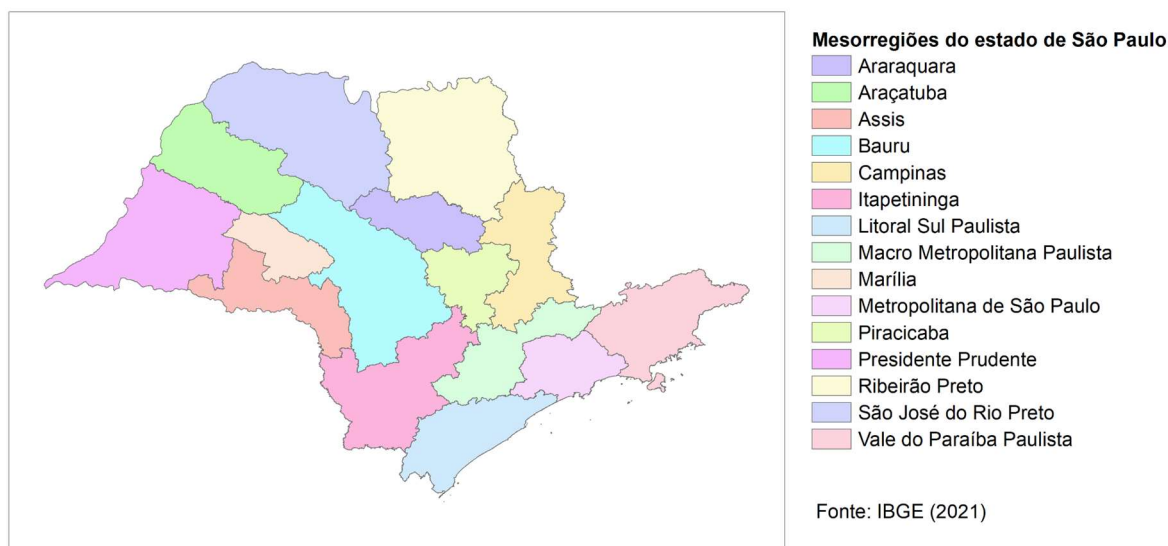 Mesorregiões do estado de São Paulo
Araraquara
Araçatuba
Assis
Bauru
Campinas
Itapetininga
Litoral Sul Paulista
Macro Metropolitana Paulista
Marília
Metropolitana de São Paulo
Piracicaba
Presidente Prudente
Ribeirão Preto
São José do Rio Preto
Vale do Paraíba Paulista
Fonte: IBGE (2021)